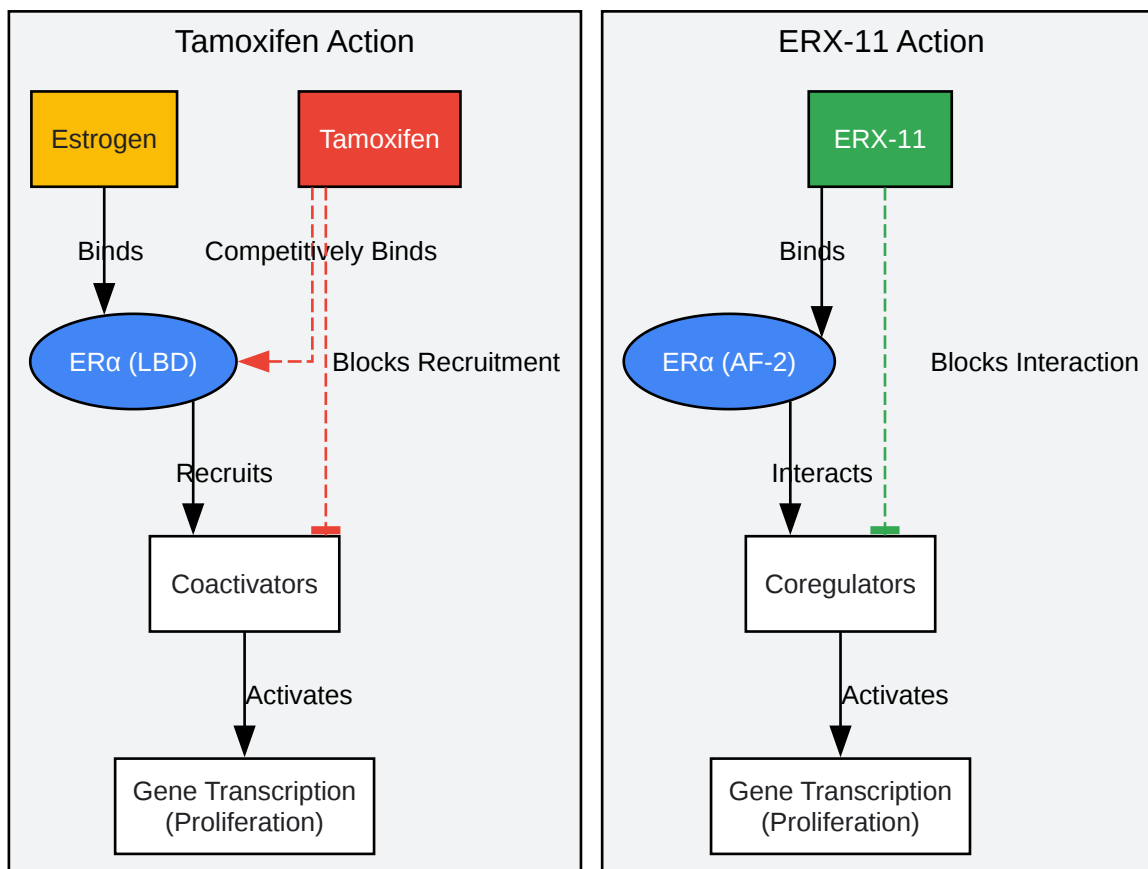 Tamoxifen Action
Estrogen
Tamoxifen
Binds
Competitively Binds
ERα (LBD)
Blocks Recruitment
Recruits
Coactivators
Activates
Gene Transcription
(Proliferation)
ERX-11 Action
ERX-11
Binds
ERα (AF-2)
Blocks Interaction
Interacts
Coregulators
Activates
Gene Transcription
(Proliferation)